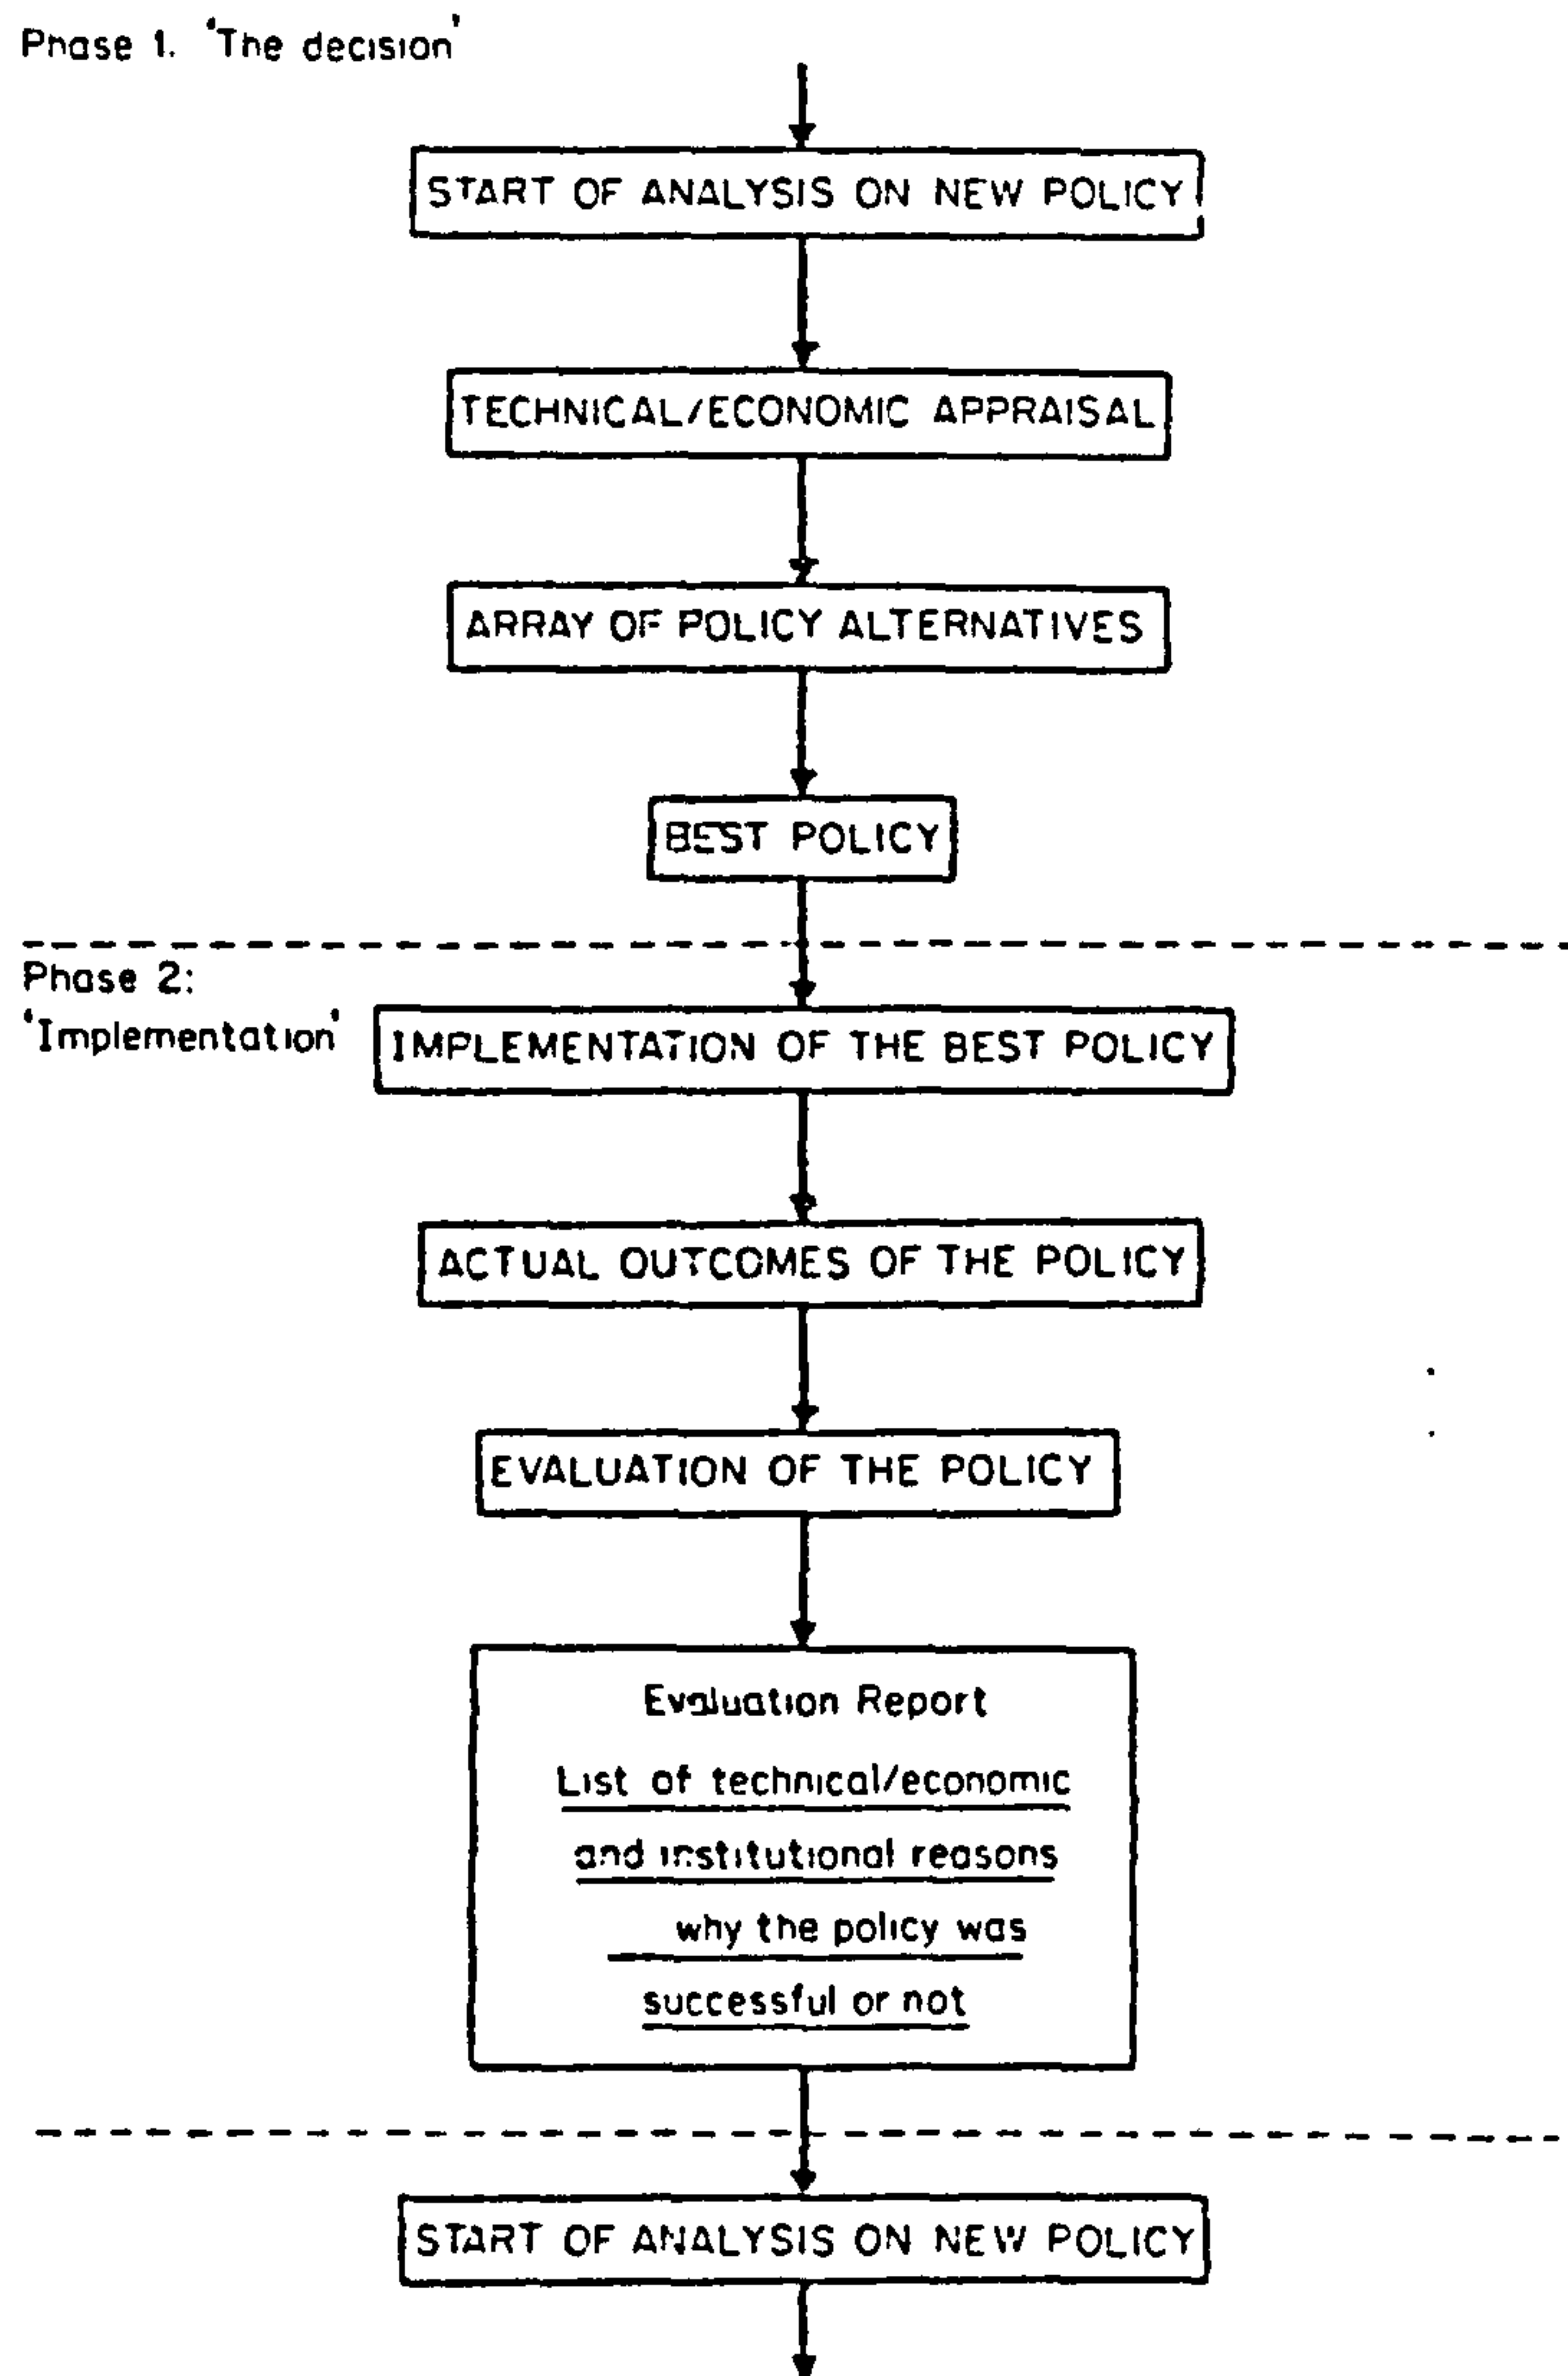 Phase 1. 'The decision'
START OF ANALYSIS ON NEW POLICY
TECHNICAL/ECONOMIC APPRAISAL
ARRAY OF POLICY ALTERNATIVES
BEST POLICY
Phase 2:
'Implementation'
IMPLEMENTATION OF THE BEST POLICY
ACTUAL OUTCOMES OF THE POLICY
EVALUATION OF THE POLICY
Evaluation Report
List of technical/economic
and institutional reasons
why the policy was
successful or not
START OF ANALYSIS ON NEW POLICY